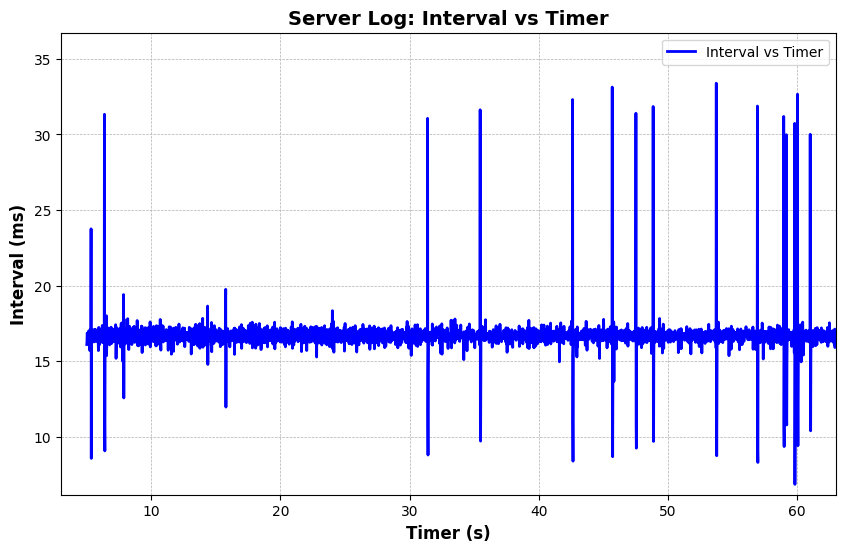 Server Log: Interval vs Timer
Interval vs Timer
Interval (ms)
35
30
25
20
15
10
10 20 30 40 50 60
Timer (s)